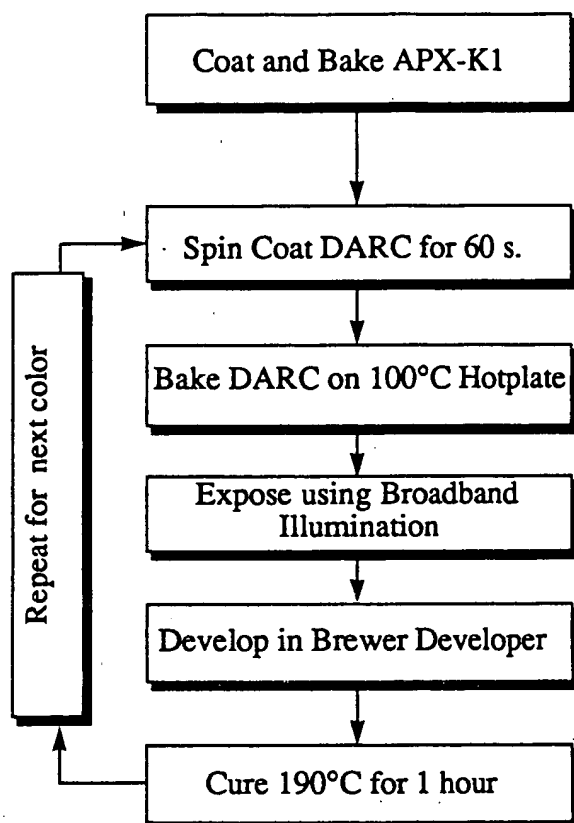 Coat and Bake APX-K1
Spin Coat DARC for 60 s.
Bake DARC on 100°C Hotplate
Expose using Broadband
Illumination
Develop in Brewer Developer
Cure 190°C for 1 hour
Repeat for next color